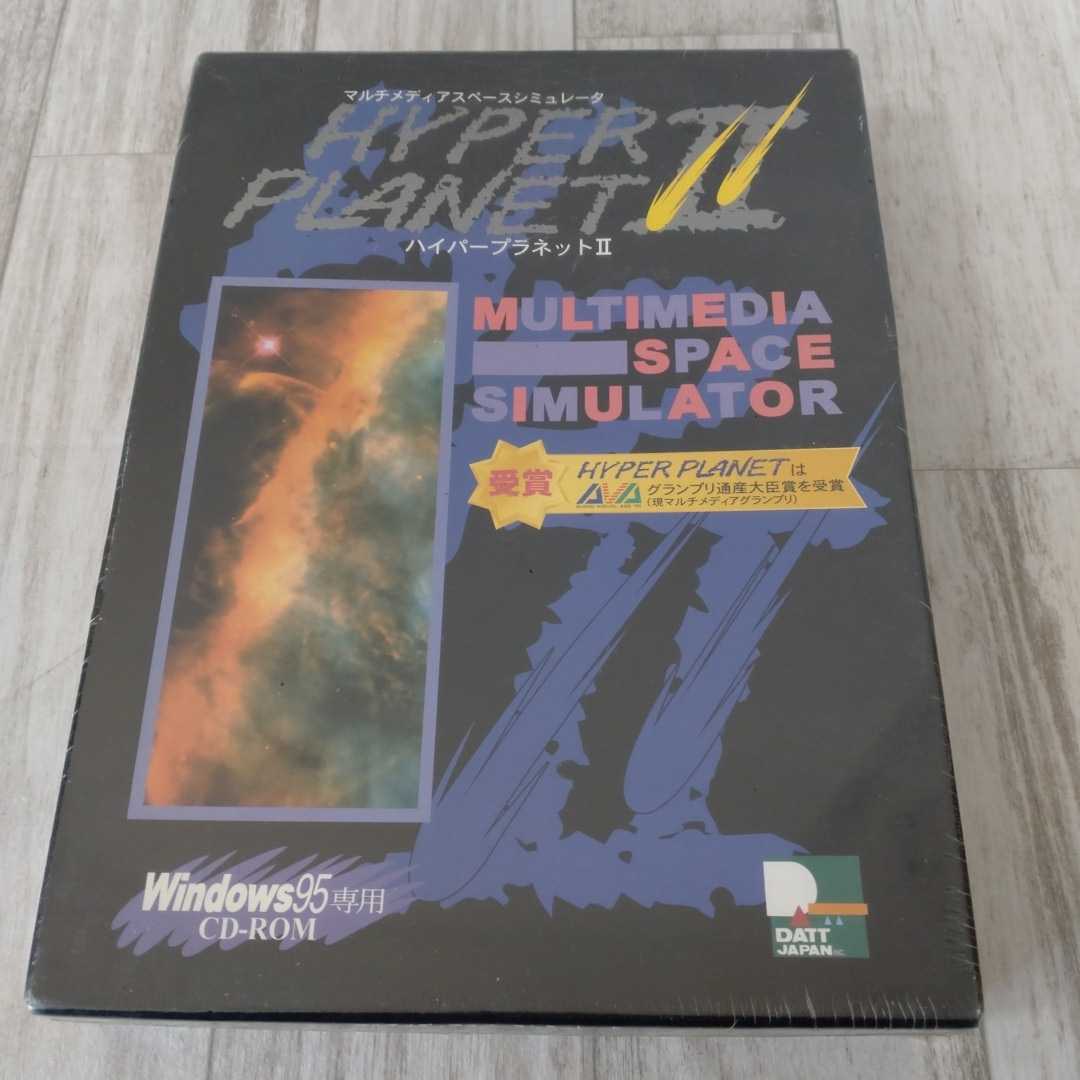 マルチメディアスペースシミュレータ
HYPER
PLANET II
ハイパープラネットⅡ
MULTIMEDIA
SPACE
SIMULATOR
受賞
HYPER PLANETは
AVA グランプリ通産大臣賞を受賞
(現マルチメディアグランプリ)
Windows95専用
CD-ROM
DATT
JAPAN INC.